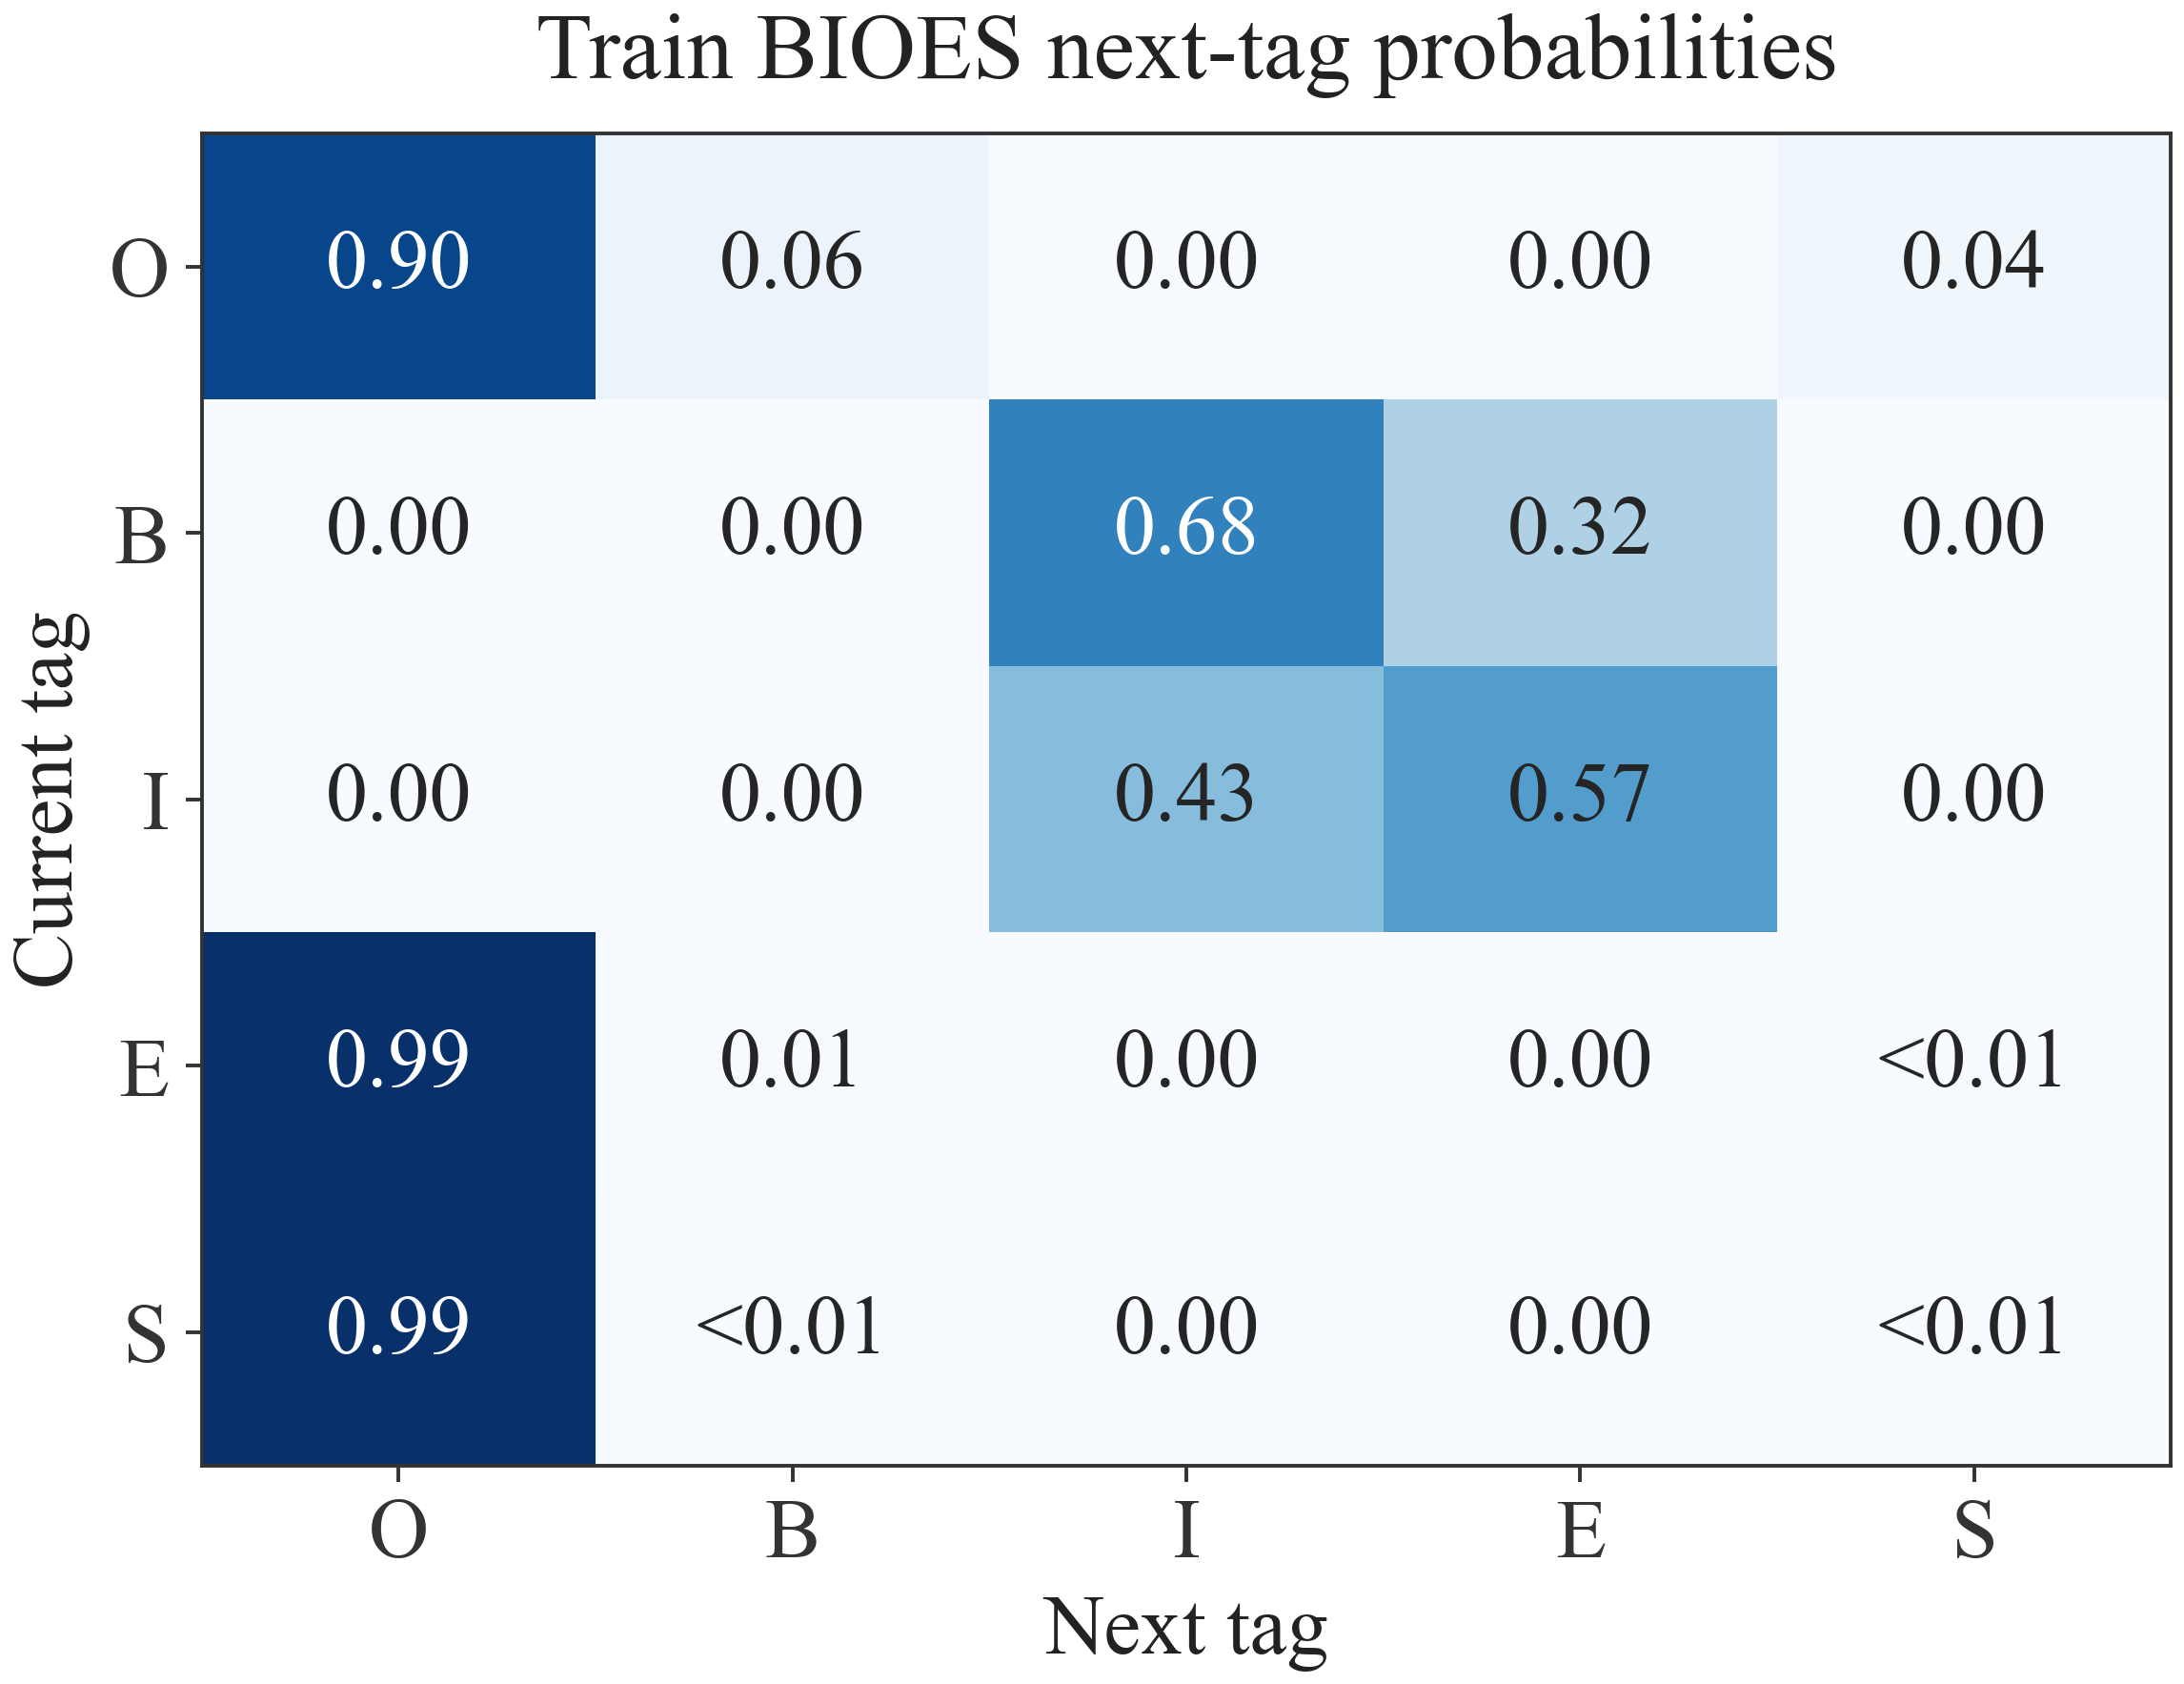 Train BIOES next-tag probabilities
Current tag
O 0.90 0.06 0.00 0.00 0.04
B 0.00 0.00 0.68 0.32 0.00
I 0.00 0.00 0.43 0.57 0.00
E 0.99 0.01 0.00 0.00 <0.01
S 0.99 <0.01 0.00 0.00 <0.01
O B I E S
Next tag